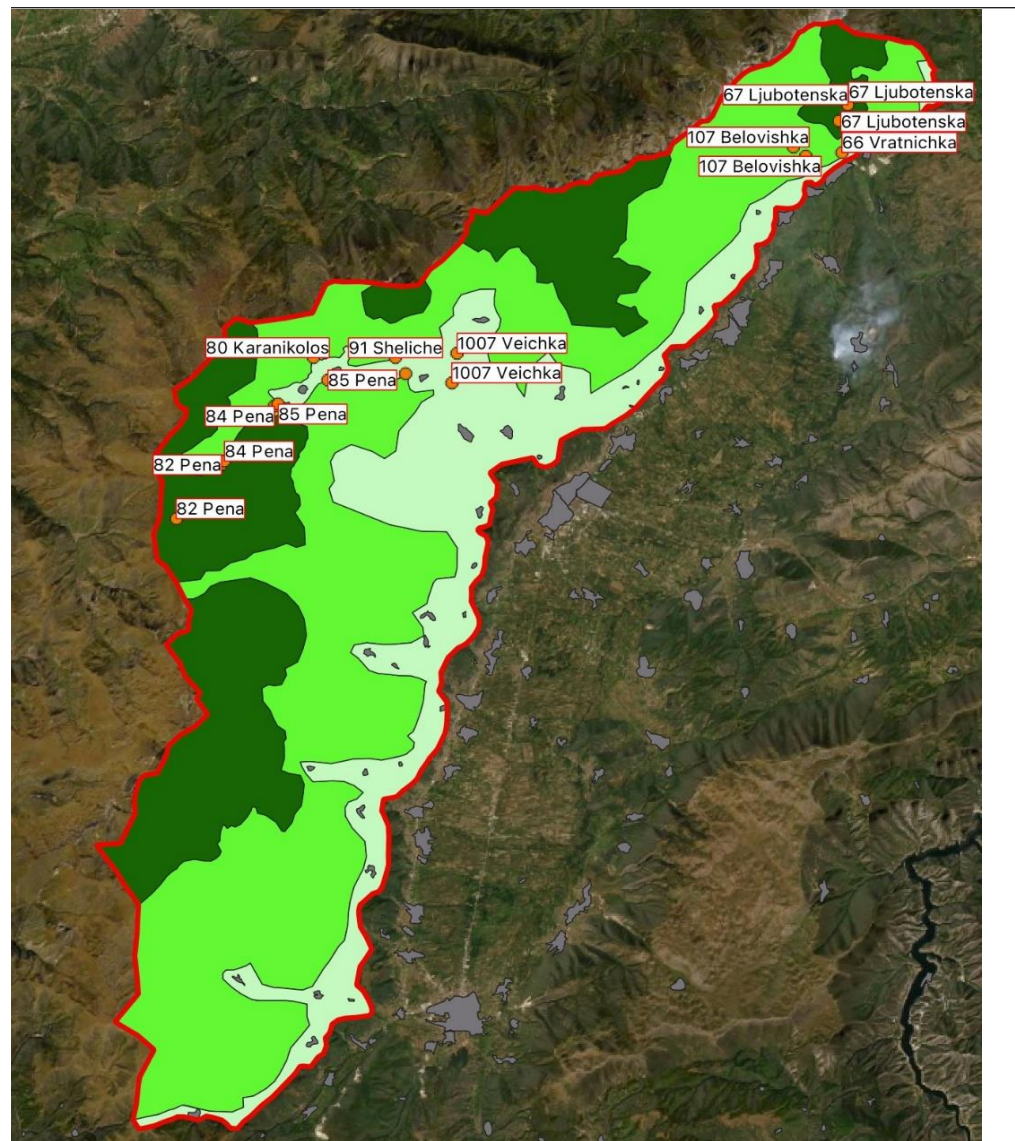 67 Ljubotenska
67 Ljubotenska
67 Ljubotenska
107 Belovishka
66 Vratnichka
107 Belovishka
80 Karanikolos
91 Sheliche
1007 Veichka
85 Pena
1007 Veichka
84 Pena
85 Pena
84 Pena
82 Pena
82 Pena